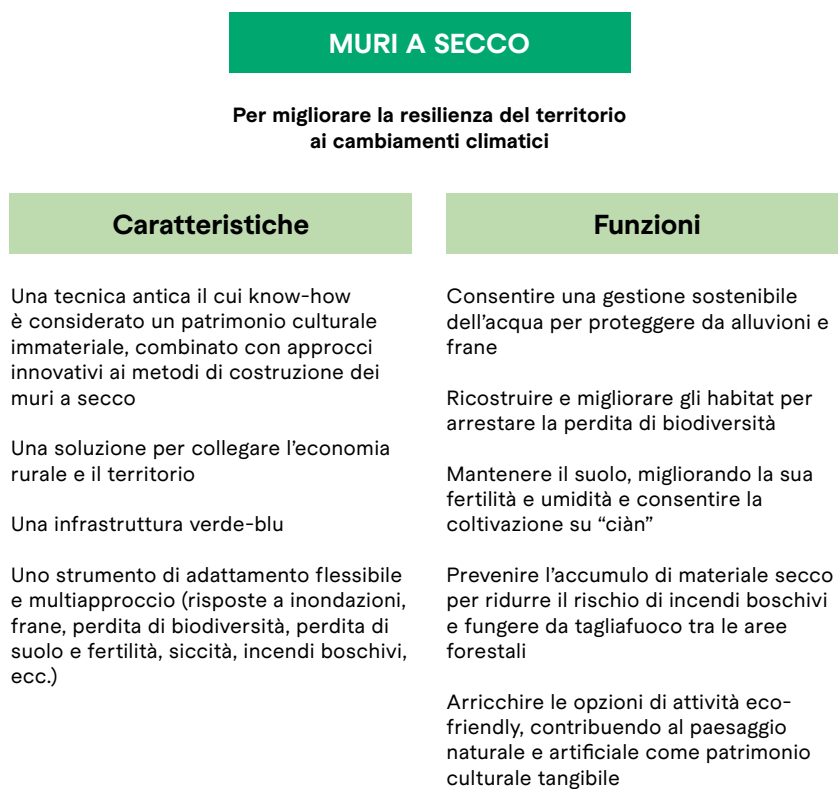 MURI A SECCO
Per migliorare la resilienza del territorio
ai cambiamenti climatici
Caratteristiche
Una tecnica antica il cui know-how
è considerato un patrimonio culturale
immateriale, combinato con approcci
innovativi ai metodi di costruzione dei
muri a secco
Una soluzione per collegare l'economia
rurale e il territorio
Una infrastruttura verde-blu
Uno strumento di adattamento flessibile
e multiapproccio (risposte a inondazioni,
frane, perdita di biodiversità, perdita di
suolo e fertilità, siccità, incendi boschivi,
ecc.)
Funzioni
Consentire una gestione sostenibile
dell'acqua per proteggere da alluvioni e
frane
Ricostruire e migliorare gli habitat per
arrestare la perdita di biodiversità
Mantenere il suolo, migliorando la sua
fertilità e umidità e consentire la
coltivazione su “ciàn”
Prevenire l'accumulo di materiale secco
per ridurre il rischio di incendi boschivi
e fungere da tagliafuoco tra le aree
forestali
Arricchire le opzioni di attività eco-
friendly, contribuendo al paesaggio
naturale e artificiale come patrimonio
culturale tangibile